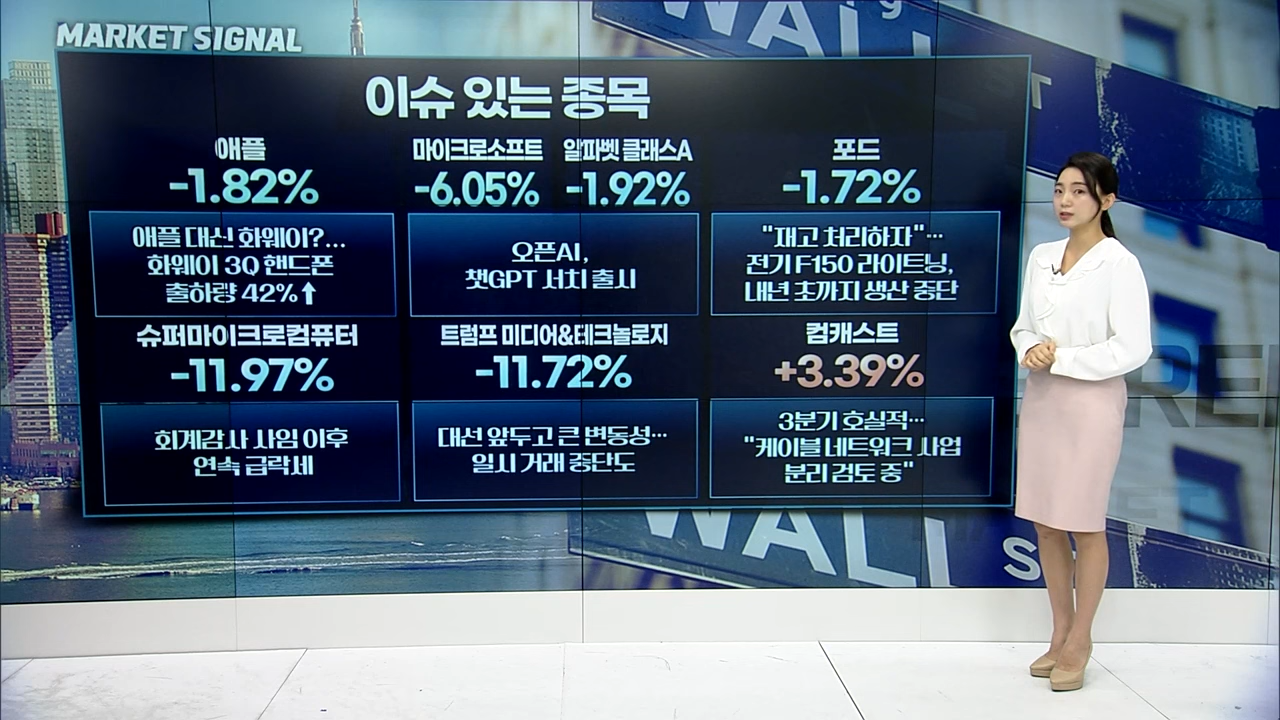 MARKET SIGNAL
이슈 있는 종목
애플
-1.82%
애플 대신 화웨이?...
화웨이 3Q 핸드폰
출하량 42%↑
마이크로소프트 알파벳 클래스A
-6.05% -1.92%
오픈AI,
챗GPT 서치 출시
포드
-1.72%
"재고 처리하자"…
전기 F150 라이트닝,
내년 초까지 생산 중단
슈퍼마이크로컴퓨터
-11.97%
회계감사 사임 이후
연속 급락세
트럼프 미디어&테크놀로지
-11.72%
대선 앞두고 큰 변동성…
일시 거래 중단도
컴캐스트
+3.39%
3분기 호실적…
"케이블 네트워크 사업
분리 검토 중"
WALL
WALL